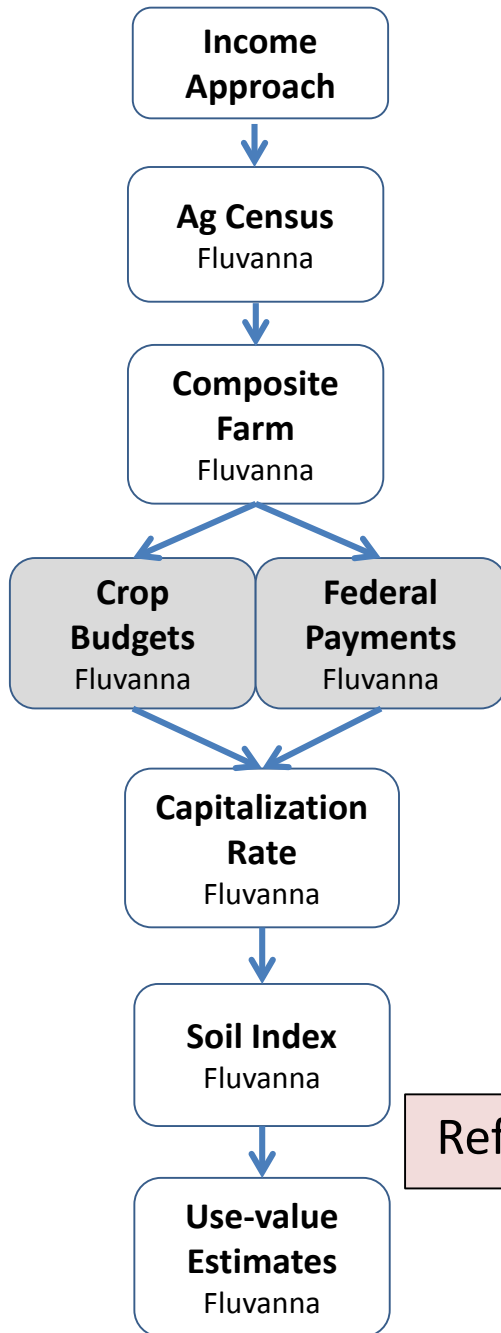 Income
Approach
Ag Census
Fluvanna
Composite
Farm
Fluvanna
Crop
Budgets
Fluvanna
Federal
Payments
Fluvanna
Capitalization
Rate
Fluvanna
Soil Index
Fluvanna
Use-value
Estimates
Fluvanna